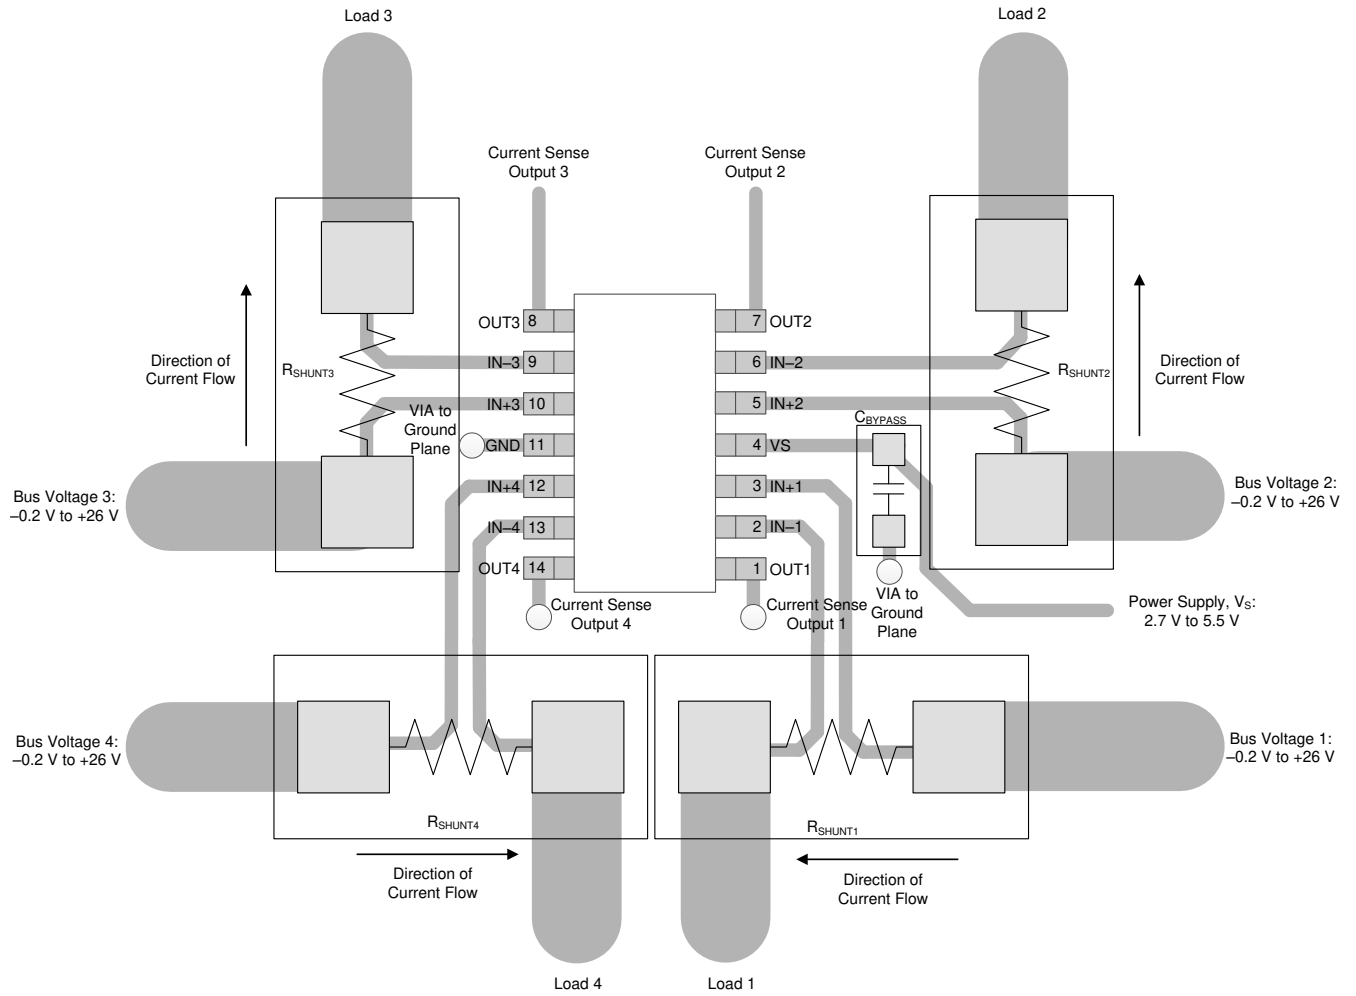 Load 3
Load 2
Current Sense
Output 3
Current Sense
Output 2
OUT3 8
7 OUT2
IN–3 9
6 IN–2
IN+3 10
5 IN+2
GND 11
4 VS
IN+4 12
3 IN+1
IN–4 13
2 IN–1
OUT4 14
1 OUT1
Direction of
Current Flow
RSHUNT3
VIA to
Ground
Plane
CBYPASS
RSHUNT2
Direction of
Current Flow
Bus Voltage 3:
–0.2 V to +26 V
Bus Voltage 2:
–0.2 V to +26 V
Current Sense
Output 4
Current Sense
Output 1
VIA to
Ground
Plane
Power Supply, VS:
2.7 V to 5.5 V
Bus Voltage 4:
–0.2 V to +26 V
Bus Voltage 1:
–0.2 V to +26 V
RSHUNT4
RSHUNT1
Direction of
Current Flow
Direction of
Current Flow
Load 4
Load 1